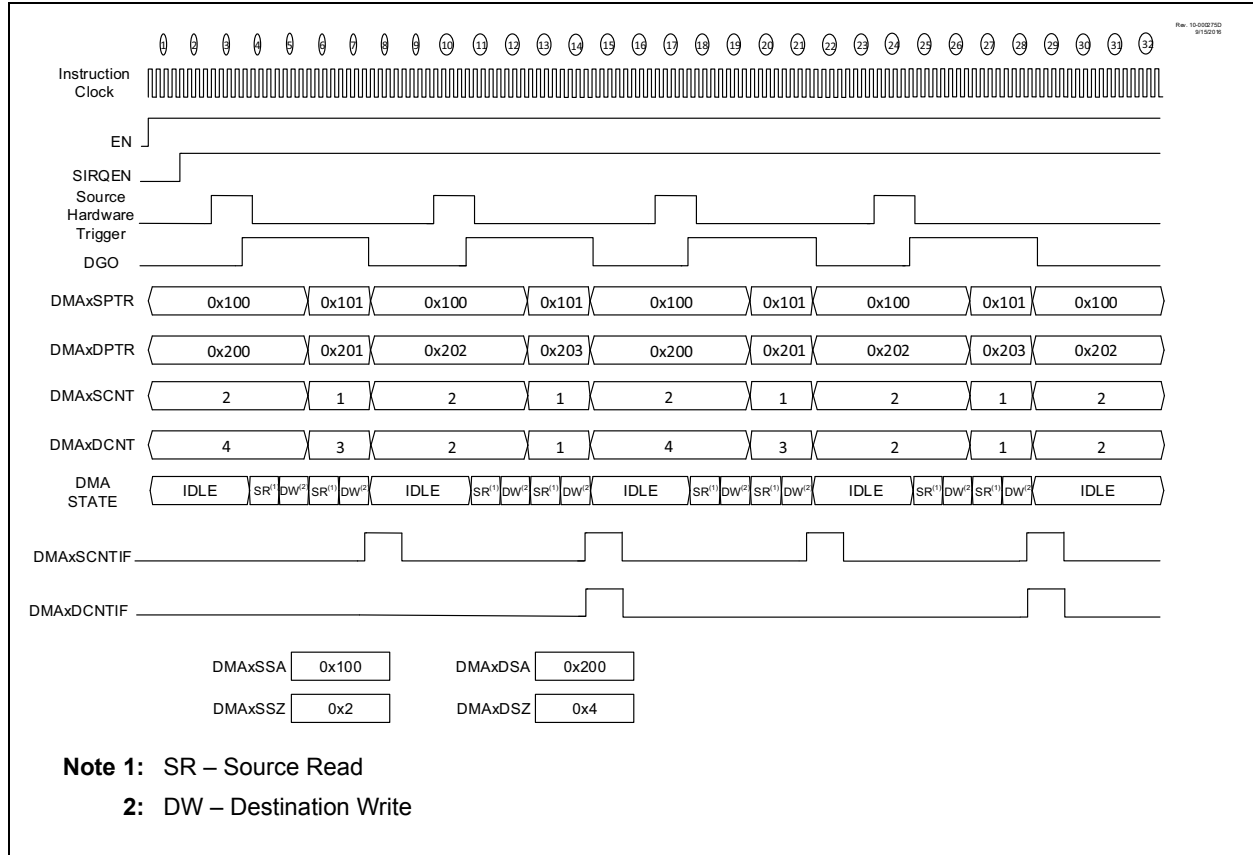 Rev. 10-000275D
9/15/2016
1 2 3 4 5 6 7 8 9 10 11 12 13 14 15 16 17 18 19 20 21 22 23 24 25 26 27 28 29 30 31 32
Instruction
Clock
EN
SIRQEN
Source
Hardware
Trigger
DGO
DMAxSPTR 0x100 0x101 0x100 0x101 0x100 0x101 0x100 0x101 0x100
DMAxDPTR 0x200 0x201 0x202 0x203 0x200 0x201 0x202 0x203 0x202
DMAxSCNT 2 1 2 1 2 1 2 1 2
DMAxDCNT 4 3 2 1 4 3 2 1 2
DMA
STATE
IDLE SR(1) DW(2) SR(1) DW(2) IDLE SR(1) DW(2) SR(1) DW(2) IDLE SR(1) DW(2) SR(1) DW(2) IDLE SR(1) DW(2) SR(1) DW(2) IDLE
DMAxSCNTIF
DMAxDCNTIF
DMAxSSA 0x100 DMAxDSA 0x200
DMAxSSZ 0x2 DMAxDSZ 0x4
Note 1: SR – Source Read
2: DW – Destination Write